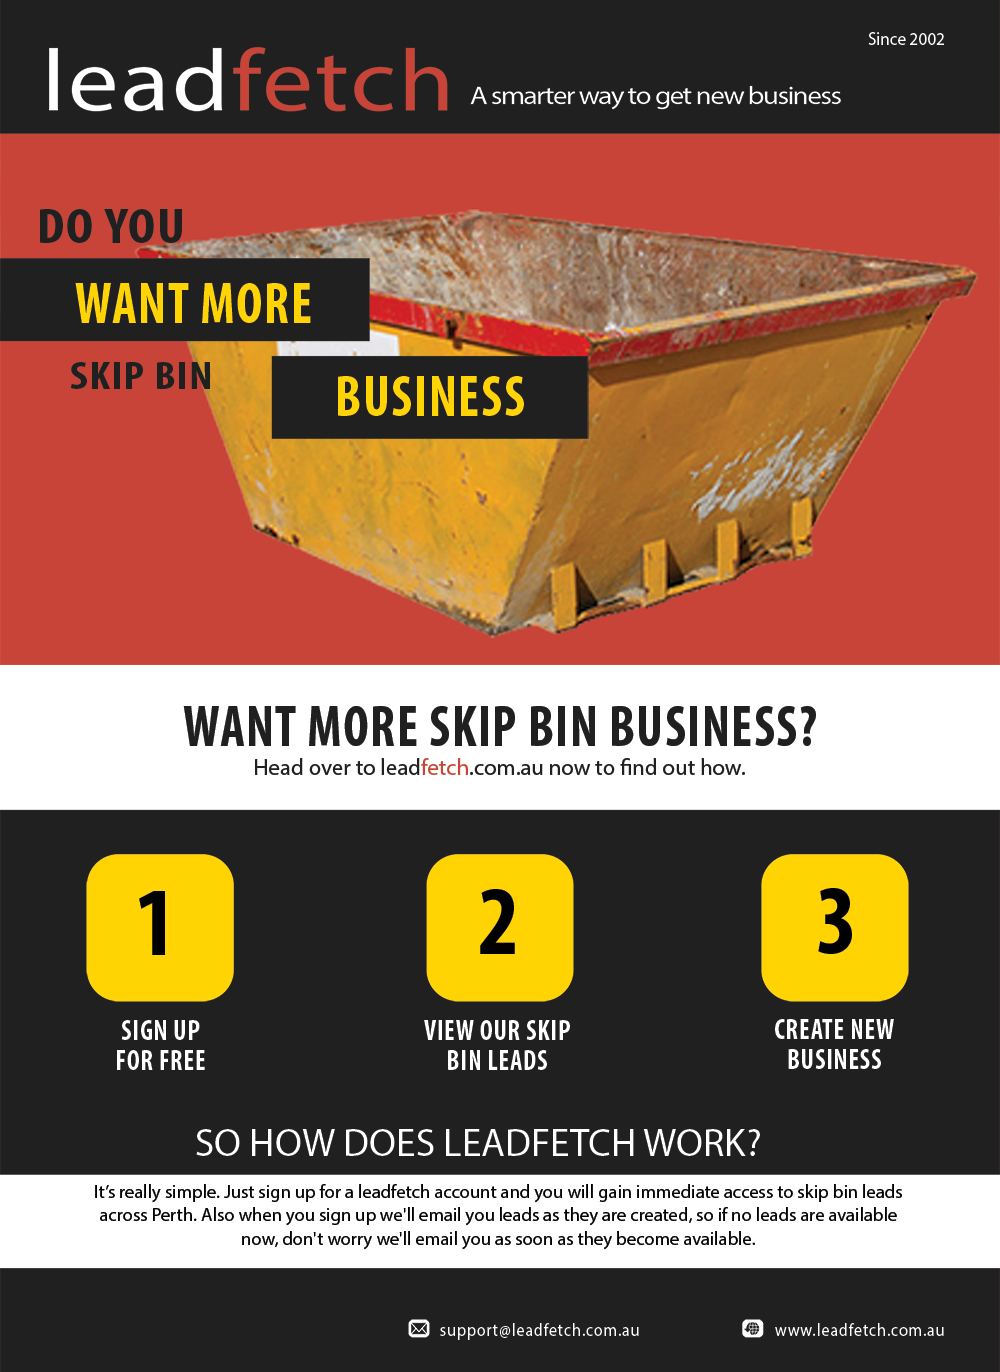 Since 2002
leadfetch A smarter way to get new business
DO YOU
WANT MORE
SKIP BIN
BUSINESS
WANT MORE SKIP BIN BUSINESS?
Head over to leadfetch.com.au now to find out how.
1 2 3
SIGN UP VIEW OUR SKIP CREATE NEW
FOR FREE BIN LEADS BUSINESS
SO HOW DOES LEADFETCH WORK?
It’s really simple. Just sign up for a leadfetch account and you will gain immediate access to skip bin leads
across Perth. Also when you sign up we'll email you leads as they are created, so if no leads are available
now, don't worry we'll email you as soon as they become available.
support@leadfetch.com.au www.leadfetch.com.au